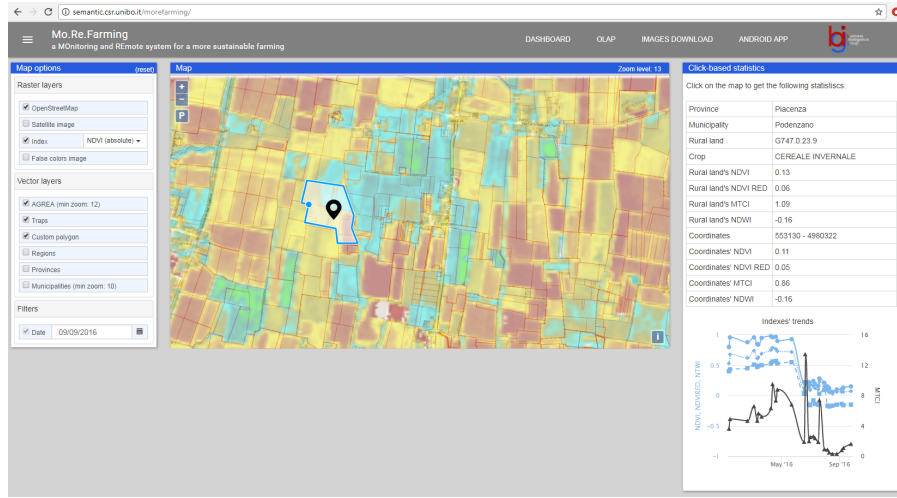 semantic.csr.unibo.it/morefarming/
Mo.Re.Farming
a MOnitoring and REmote system for a more sustainable farming
DASHBOARD OLAP IMAGES DOWNLOAD ANDROID APP
Map options (reset)
Raster layers
OpenStreetMap
Satellite image
Index NDVI (absolute)
False colors image
Vector layers
AGREA (min zoom: 12)
Traps
Custom polygon
Regions
Provinces
Municipalities (min zoom: 10)
Filters
Date 09/09/2016
Map Zoom level: 13
+
−
P
i
Click-based statistics
Click on the map to get the following statistiscs:
Province Piacenza
Municipality Podenzano
Rural land G747.0.23.9
Crop CEREALE INVERNALE
Rural land's NDVI 0.13
Rural land's NDVI RED 0.06
Rural land's MTCI 1.09
Rural land's NDWI -0.16
Coordinates 553130 - 4980322
Coordinates' NDVI 0.11
Coordinates' NDVI RED 0.05
Coordinates' MTCI 0.86
Coordinates' NDWI -0.16
Indexes' trends
1 16
0.5 12
0 8
-0.5 4
-1 0
NDVI, NDVIRED, NTWI
MTCI
May '16 Sep '16